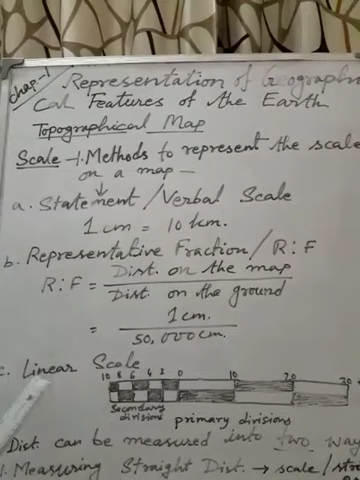 Chap-1
Representation of Geographi
cal Features of the Earth
Topographical Map
Scale - 1. Methods to represent the scale
on a map -
a. Statement / Verbal Scale
1 cm = 10 km.
b. Representative Fraction / R:F
R:F = Dist. on the map
Dist. on the ground
= 1 cm.
50,000 cm.
c. Linear Scale
10 8 6 4 2 0 10 20 30
Secondary
divisions primary divisions
Dist. can be measured into two way
1. Measuring Straight Dist. → scale /